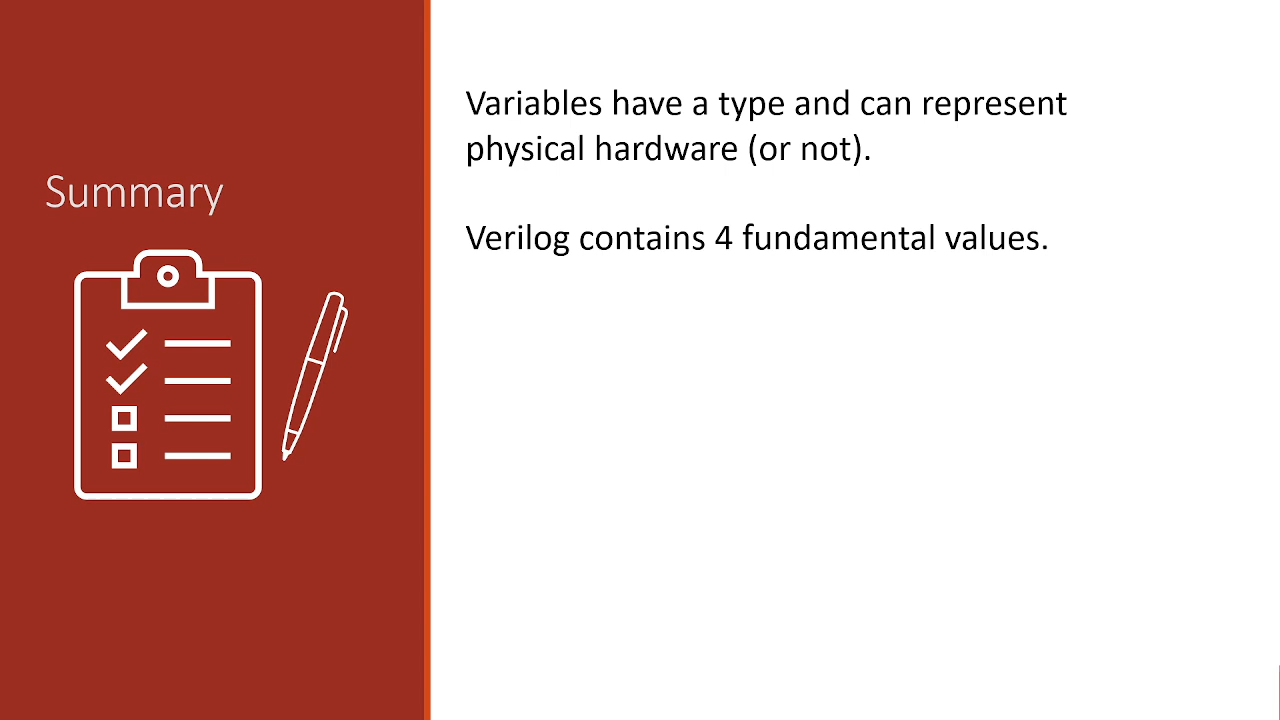 Summary
Variables have a type and can represent
physical hardware (or not).
Verilog contains 4 fundamental values.